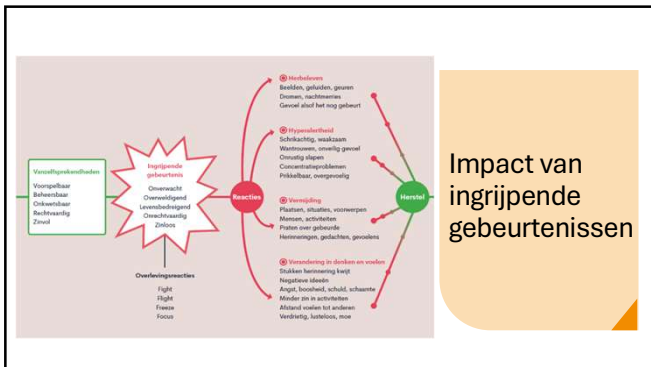 Vanzelfsprekendheden
Voorspelbaar
Beheersbaar
Onkwetsbaar
Rechtvaardig
Zinvol
Ingrijpende
gebeurtenis
Onverwacht
Overweldigend
Levensbedreigend
Onrechtvaardig
Zinloos
Overlevingsreacties
Fight
Flight
Freeze
Focus
Reacties
Herbeleven
Beelden, geluiden, geuren
Dromen, nachtmerries
Gevoel alsof het nog gebeurt
Hyperalertheid
Schrikachtig, waakzaam
Wantrouwen, onveilig gevoel
Onrustig slapen
Concentratieproblemen
Prikkelbaar, overgevoelig
Vermijding
Plaatsen, situaties, voorwerpen
Mensen, activiteiten
Praten over gebeurde
Herinneringen, gedachten, gevoelens
Verandering in denken en voelen
Stukken herinnering kwijt
Negatieve ideeën
Angst, boosheid, schuld, schaamte
Minder zin in activiteiten
Afstand voelen tot anderen
Verdrietig, lusteloos, moe
Herstel
Impact van
ingrijpende
gebeurtenissen